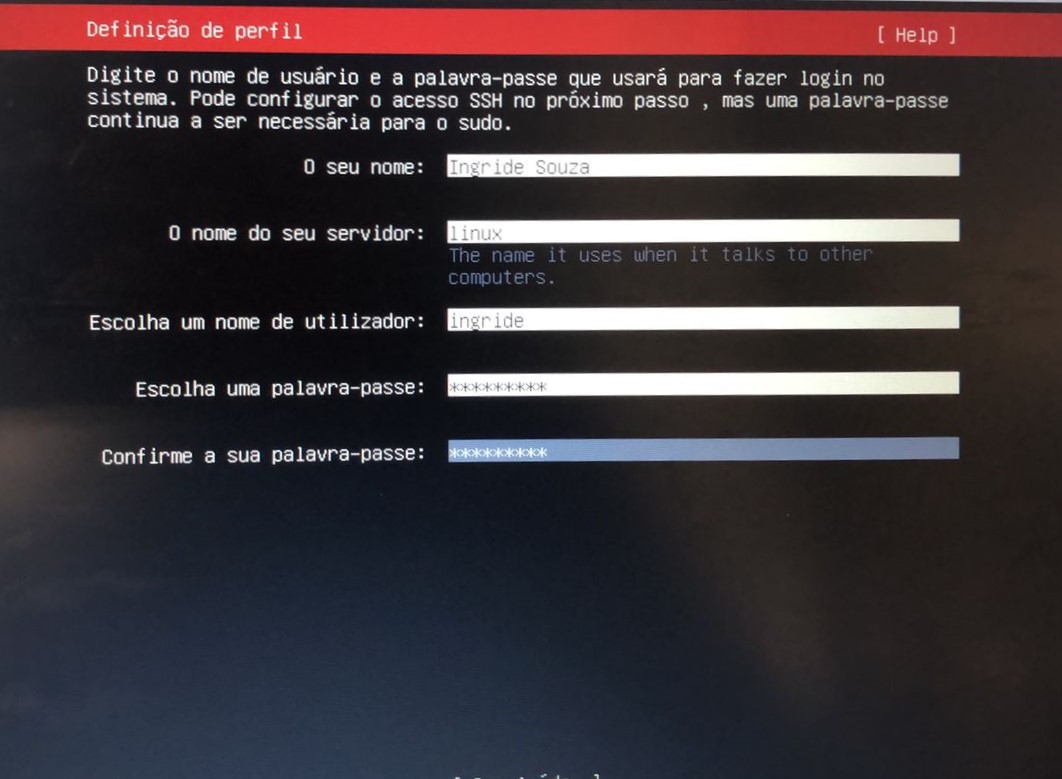 Definição de perfil [ Help ]
Digite o nome de usuário e a palavra-passe que usará para fazer login no
sistema. Pode configurar o acesso SSH no próximo passo , mas uma palavra-passe
continua a ser necessária para o sudo.
O seu nome: Ingride Souza
O nome do seu servidor: linux
The name it uses when it talks to other
computers.
Escolha um nome de utilizador: ingride
Escolha uma palavra-passe: *********
Confirme a sua palavra-passe: *********